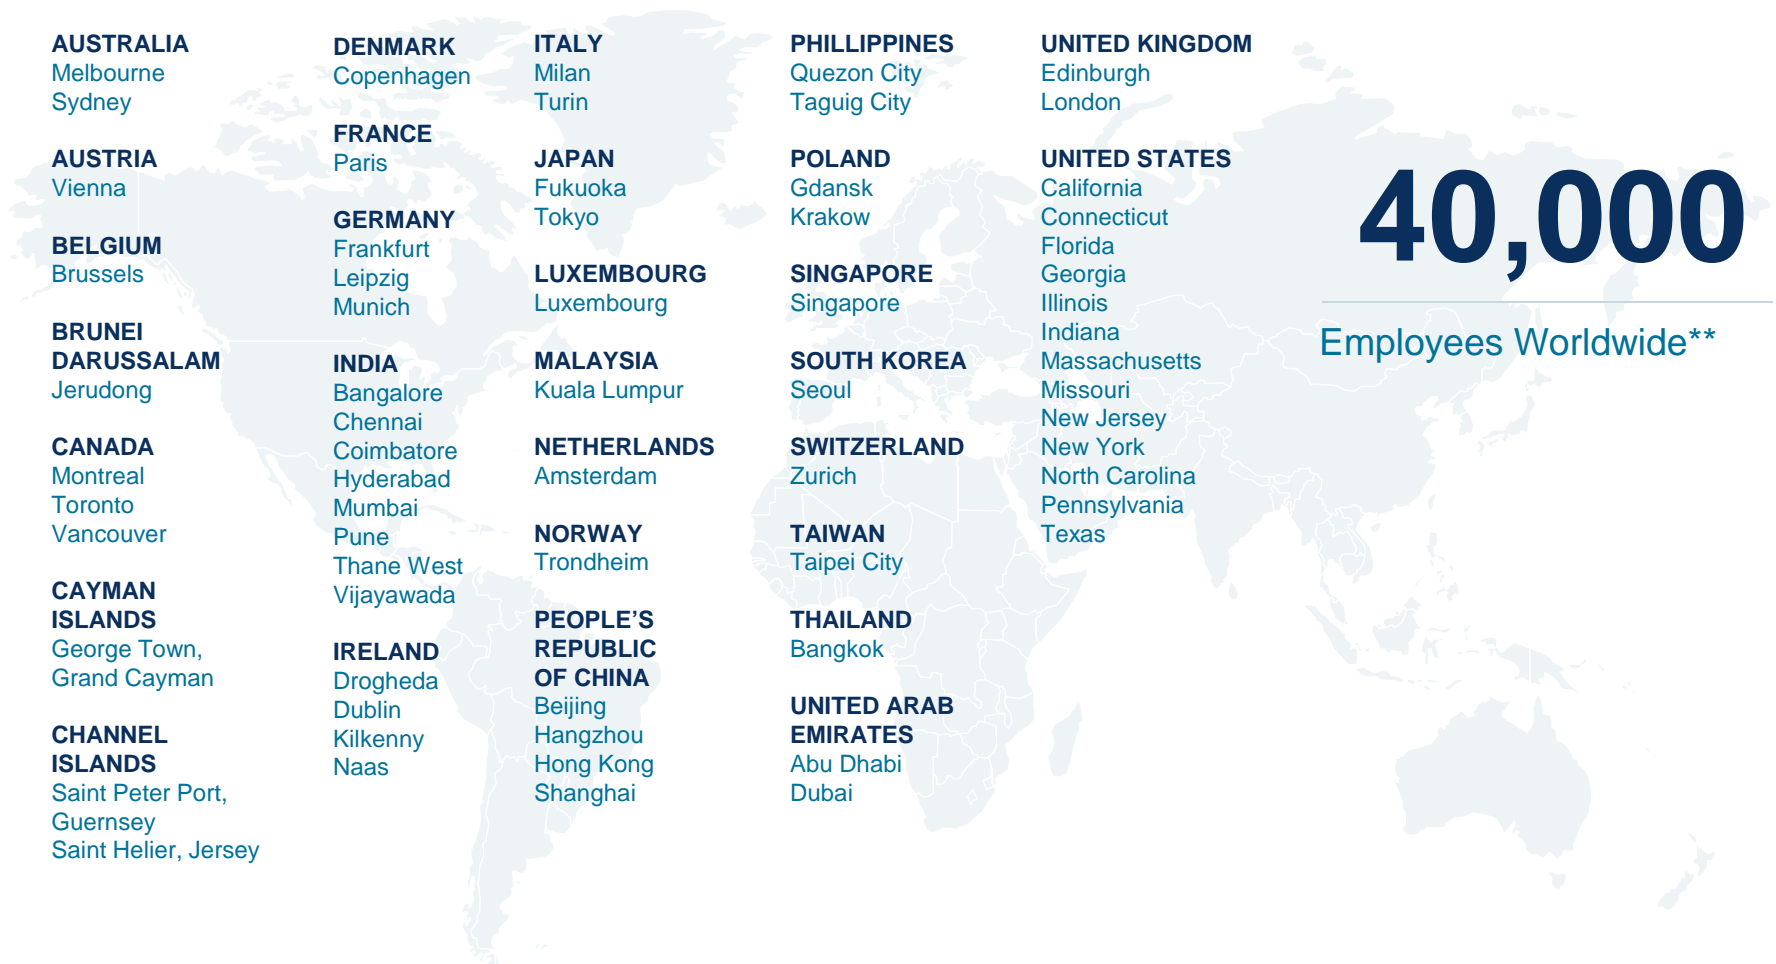 AUSTRALIA
Melbourne
Sydney
AUSTRIA
Vienna
BELGIUM
Brussels
BRUNEI
DARUSSALAM
Jerudong
CANADA
Montreal
Toronto
Vancouver
CAYMAN
ISLANDS
George Town,
Grand Cayman
CHANNEL
ISLANDS
Saint Peter Port,
Guernsey
Saint Helier, Jersey
DENMARK
Copenhagen
FRANCE
Paris
GERMANY
Frankfurt
Leipzig
Munich
INDIA
Bangalore
Chennai
Coimbatore
Hyderabad
Mumbai
Pune
Thane West
Vijayawada
IRELAND
Drogheda
Dublin
Kilkenny
Naas
ITALY
Milan
Turin
JAPAN
Fukuoka
Tokyo
LUXEMBOURG
Luxembourg
MALAYSIA
Kuala Lumpur
NETHERLANDS
Amsterdam
NORWAY
Trondheim
PEOPLE’S
REPUBLIC
OF CHINA
Beijing
Hangzhou
Hong Kong
Shanghai
PHILLIPPINES
Quezon City
Taguig City
POLAND
Gdansk
Krakow
SINGAPORE
Singapore
SOUTH KOREA
Seoul
SWITZERLAND
Zurich
TAIWAN
Taipei City
THAILAND
Bangkok
UNITED ARAB
EMIRATES
Abu Dhabi
Dubai
UNITED KINGDOM
Edinburgh
London
UNITED STATES
California
Connecticut
Florida
Georgia
Illinois
Indiana
Massachusetts
Missouri
New Jersey
New York
North Carolina
Pennsylvania
Texas
40,000
Employees Worldwide**